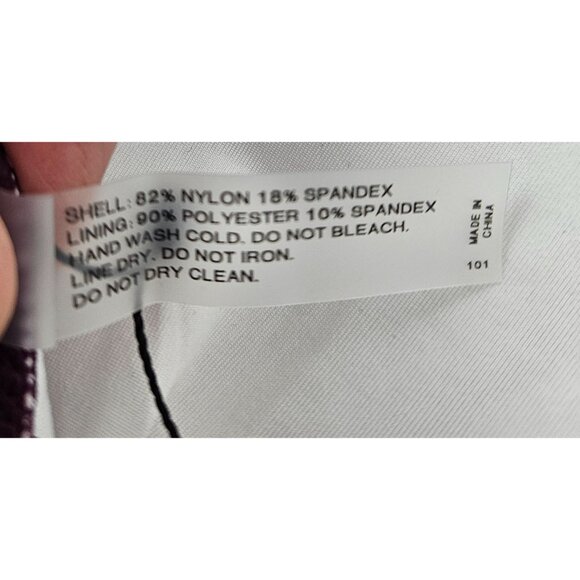 SHELL: 82% NYLON 18% SPANDEX
LINING: 90% POLYESTER 10% SPANDEX
HAND WASH COLD. DO NOT BLEACH.
LINE DRY. DO NOT IRON.
DO NOT DRY CLEAN.
MADE IN
CHINA
101